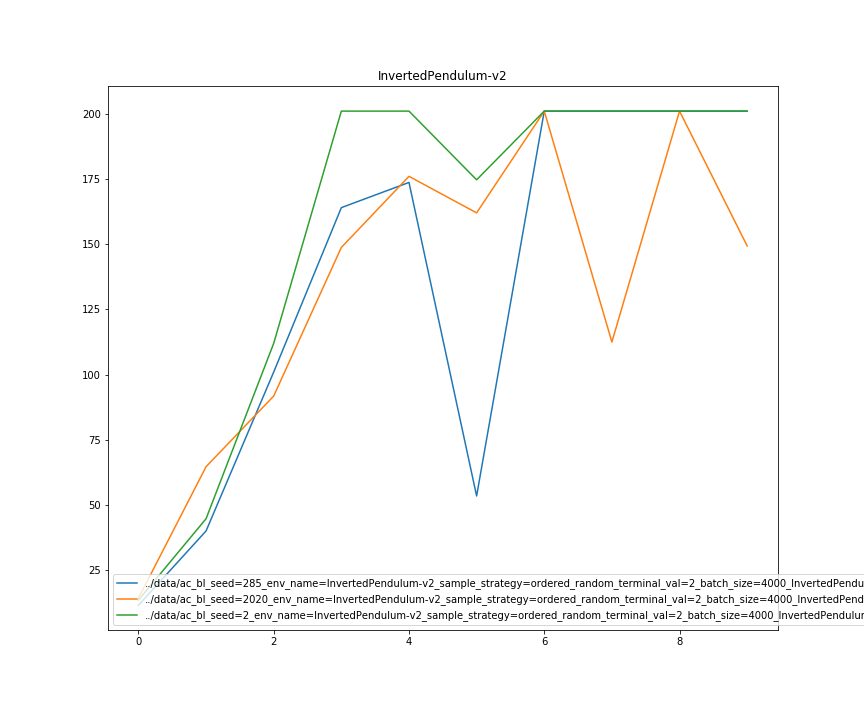 InvertedPendulum-v2
200
175
150
125
100
75
50
25
../data/ac_bl_seed=285_env_name=InvertedPendulum-v2_sample_strategy=ordered_random_terminal_val=2_batch_size=4000_InvertedPendu
../data/ac_bl_seed=2020_env_name=InvertedPendulum-v2_sample_strategy=ordered_random_terminal_val=2_batch_size=4000_InvertedPend
../data/ac_bl_seed=2_env_name=InvertedPendulum-v2_sample_strategy=ordered_random_terminal_val=2_batch_size=4000_InvertedPendulu
0 2 4 6 8